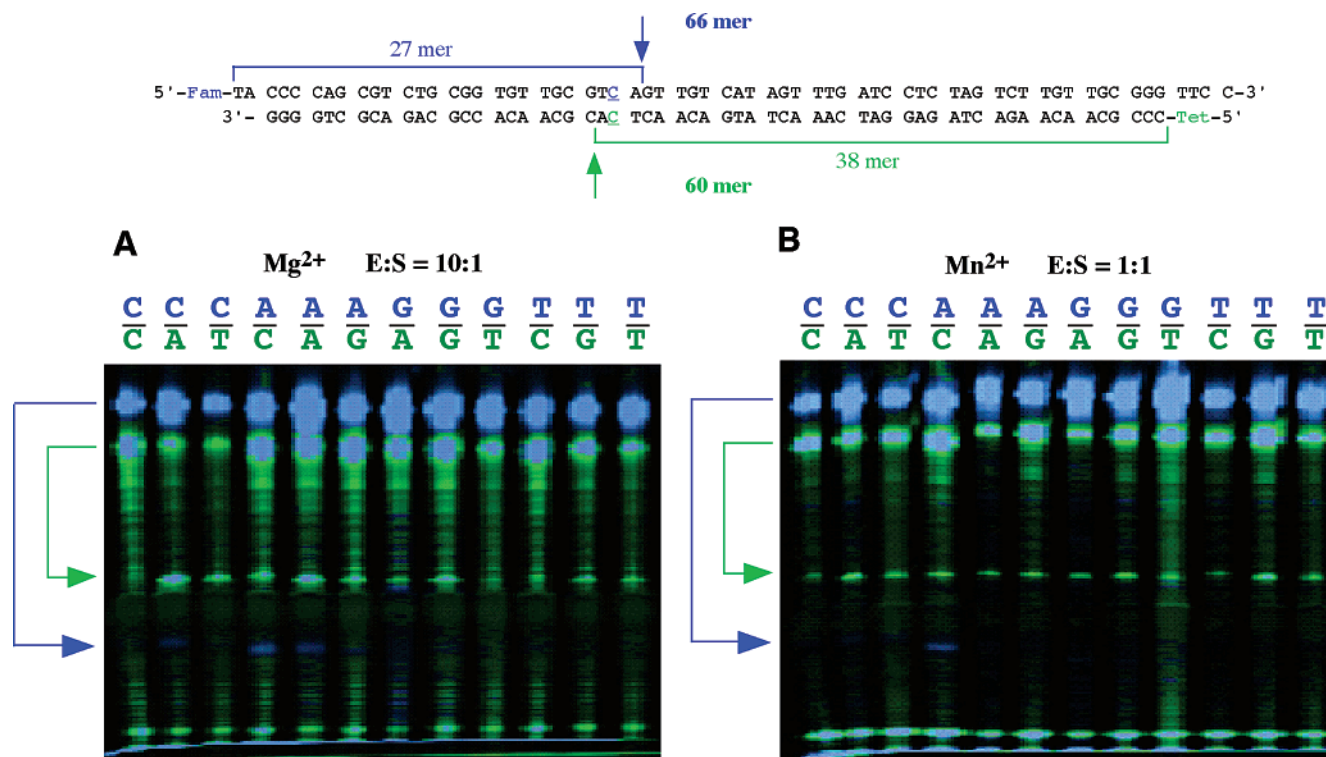 66 mer
27 mer
5'-Fam-TA CCC CAG CGT CTG CGG TGT TGC GTC AGT TGT CAT AGT TTG ATC CTC TAG TCT TGT TGC GGG TTC C-3'
3'- GGG GTC GCA GAC GCC ACA ACG CAC TCA ACA GTA TCA AAC TAG GAG ATC AGA ACA ACG CCC-Tet-5'
38 mer
60 mer
A
Mg2+ E:S = 10:1
C C C A A A G G G T T T
C A T C A G A G T C G T
B
Mn2+ E:S = 1:1
C C C A A A G G G T T T
C A T C A G A G T C G T